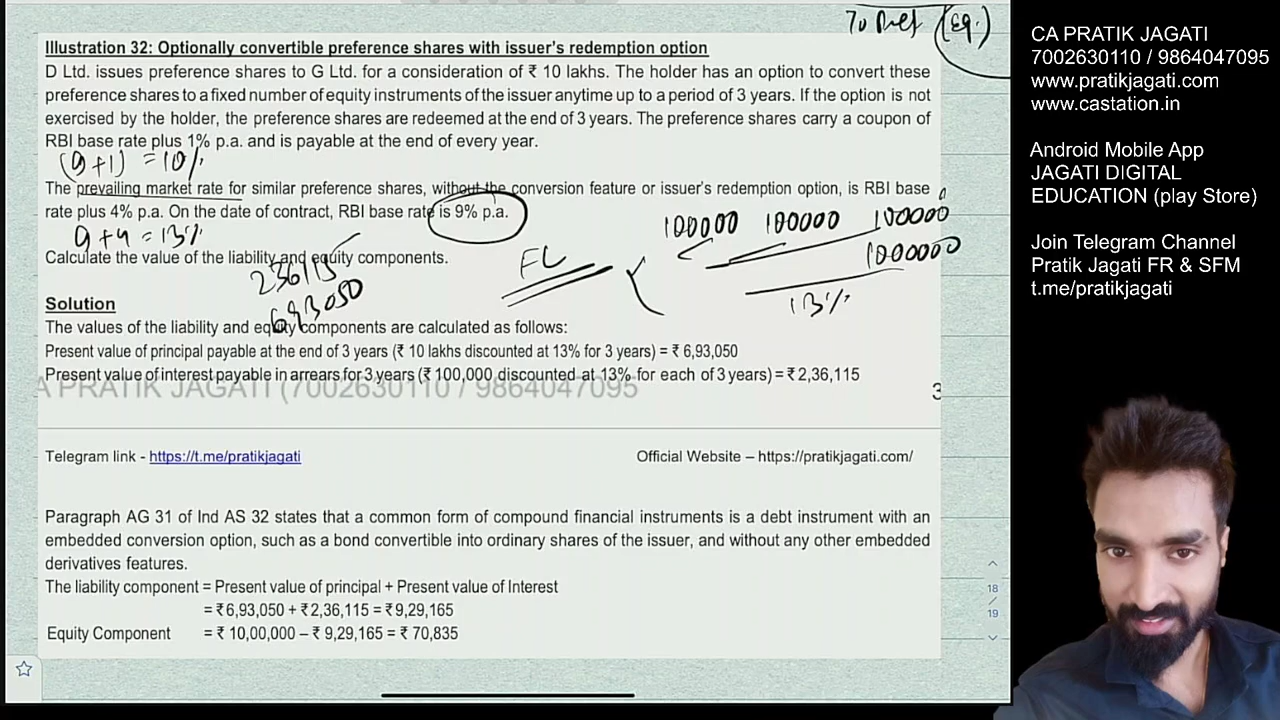 To Pref (Eq.)
Illustration 32: Optionally convertible preference shares with issuer's redemption option
D Ltd. issues preference shares to G Ltd. for a consideration of ₹ 10 lakhs. The holder has an option to convert these
preference shares to a fixed number of equity instruments of the issuer anytime up to a period of 3 years. If the option is not
exercised by the holder, the preference shares are redeemed at the end of 3 years. The preference shares carry a coupon of
RBI base rate plus 1% p.a. and is payable at the end of every year.
(9+1) = 10%
The prevailing market rate for similar preference shares, without the conversion feature or issuer's redemption option, is RBI base
rate plus 4% p.a. On the date of contract, RBI base rate is 9% p.a.
9+4 = 13%
100000 100000 100000
1000000
13%
FL
Calculate the value of the liability and equity components.
236115
693050
Solution
The values of the liability and equity components are calculated as follows:
Present value of principal payable at the end of 3 years (₹ 10 lakhs discounted at 13% for 3 years) = ₹ 6,93,050
Present value of interest payable in arrears for 3 years (₹ 100,000 discounted at 13% for each of 3 years) = ₹ 2,36,115
A PRATIK JAGATI (7002630110 / 9864047095
3
Telegram link - https://t.me/pratikjagati
Official Website – https://pratikjagati.com/
Paragraph AG 31 of Ind AS 32 states that a common form of compound financial instruments is a debt instrument with an
embedded conversion option, such as a bond convertible into ordinary shares of the issuer, and without any other embedded
derivatives features.
The liability component = Present value of principal + Present value of Interest
= ₹ 6,93,050 + ₹ 2,36,115 = ₹ 9,29,165
Equity Component = ₹ 10,00,000 – ₹ 9,29,165 = ₹ 70,835
18
/
19
CA PRATIK JAGATI
7002630110 / 9864047095
www.pratikjagati.com
www.castation.in
Android Mobile App
JAGATI DIGITAL
EDUCATION (play Store)
Join Telegram Channel
Pratik Jagati FR & SFM
t.me/pratikjagati